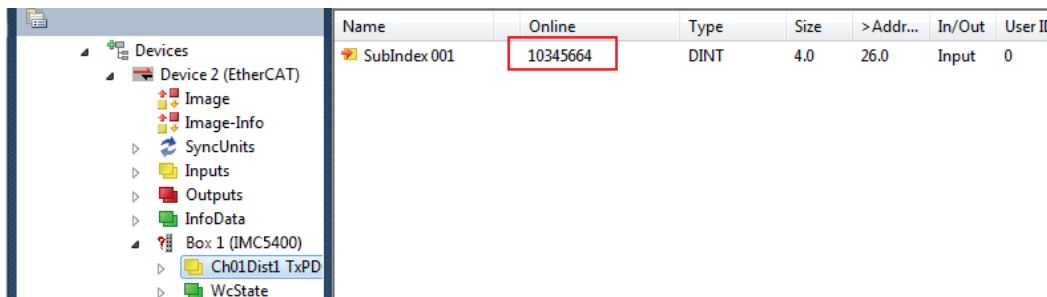 Name Online Type Size >Addr... In/Out User ID
SubIndex 001 10345664 DINT 4.0 26.0 Input 0
Devices
Device 2 (EtherCAT)
Image
Image-Info
SyncUnits
Inputs
Outputs
InfoData
Box 1 (IMC5400)
Ch01Dist1 TxPD
WcState